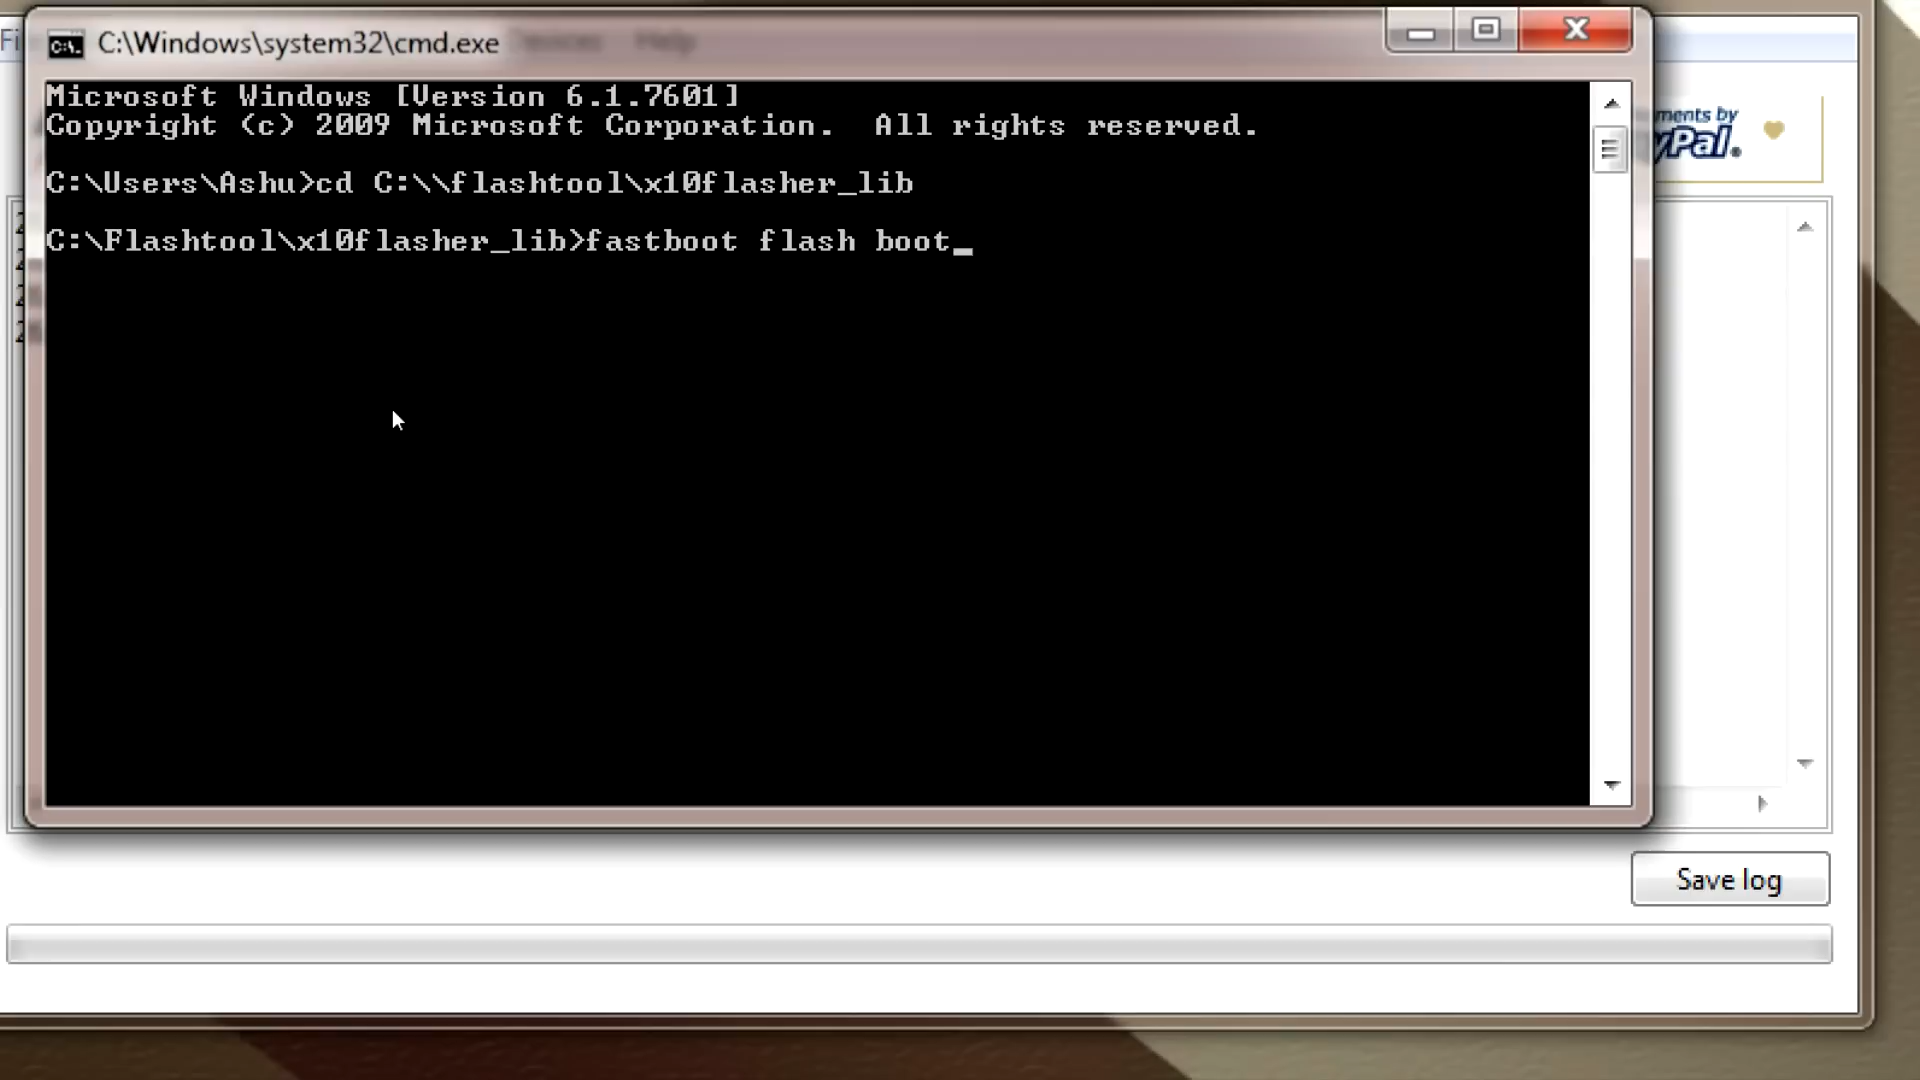 C:\Windows\system32\cmd.exe
Help
Microsoft Windows [Version 6.1.7601]
Copyright (c) 2009 Microsoft Corporation.  All rights reserved.
C:\Users\Ashu>cd C:\\flashtool\x10flasher_lib
C:\Flashtool\x10flasher_lib>fastboot flash boot_
Save log